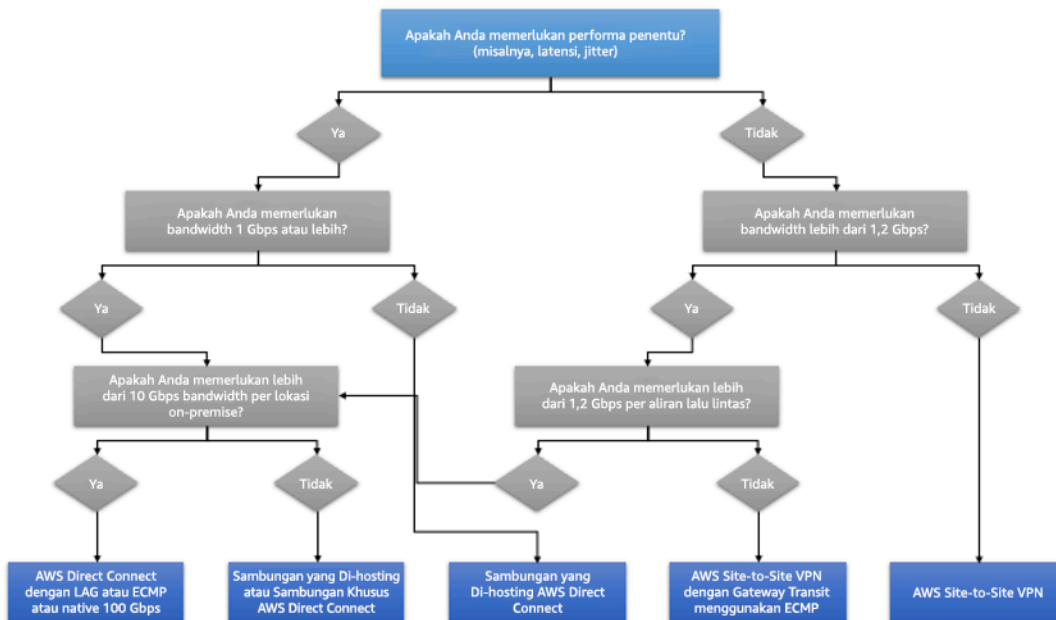 Apakah Anda memerlukan performa penentu?
(misalnya, latensi, jitter)
Ya
Tidak
Apakah Anda memerlukan
bandwidth 1 Gbps atau lebih?
Apakah Anda memerlukan
bandwidth lebih dari 1,2 Gbps?
Ya
Tidak
Ya
Tidak
Apakah Anda memerlukan lebih
dari 10 Gbps bandwidth per lokasi
on-premise?
Apakah Anda memerlukan lebih
dari 1,2 Gbps per aliran lalu lintas?
Ya
Tidak
Ya
Tidak
AWS Direct Connect
dengan LAG atau ECMP
atau native 100 Gbps
Sambungan yang Di-hosting
atau Sambungan Khusus
AWS Direct Connect
Sambungan yang
Di-hosting AWS Direct
Connect
AWS Site-to-Site VPN
dengan Gateway Transit
menggunakan ECMP
AWS Site-to-Site VPN